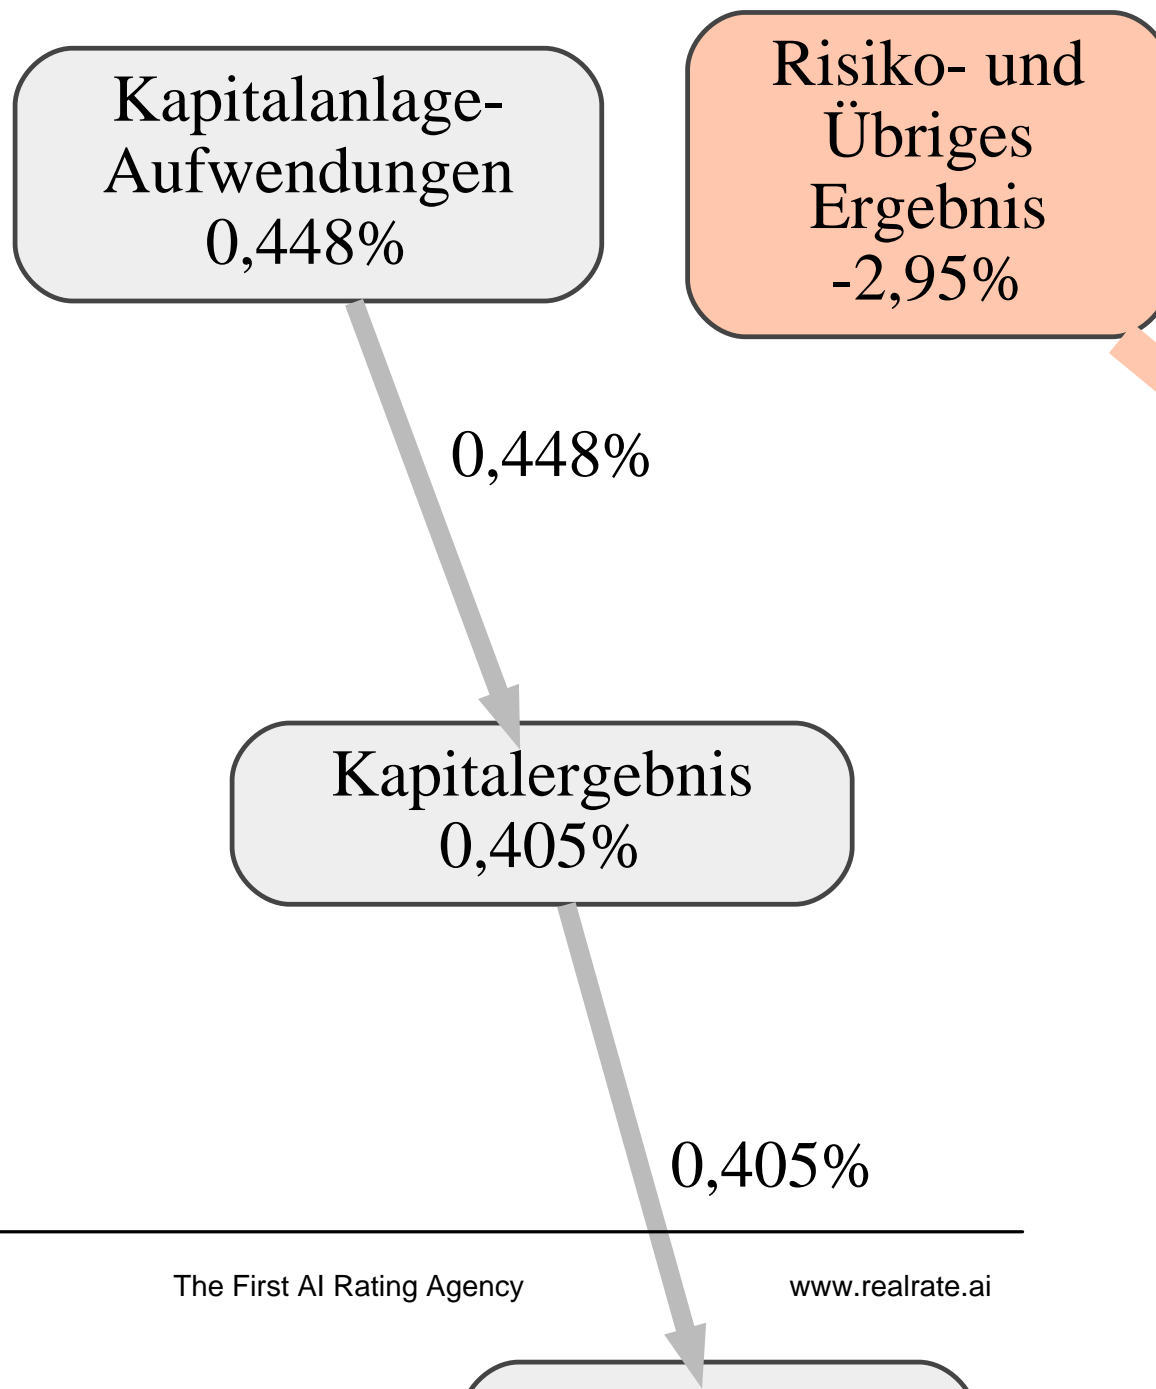 Kapitalanlage-
Aufwendungen
0,448%
Risiko- und
Übriges
Ergebnis
-2,95%
0,448%
Kapitalergebnis
0,405%
0,405%
The First AI Rating Agency
www.realrate.ai